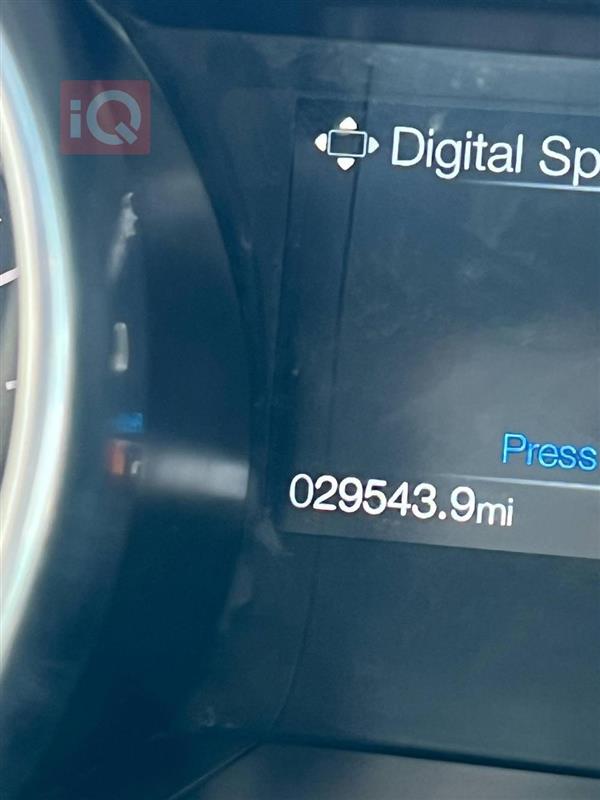 iQ
Digital Sp
Press
029543.9mi